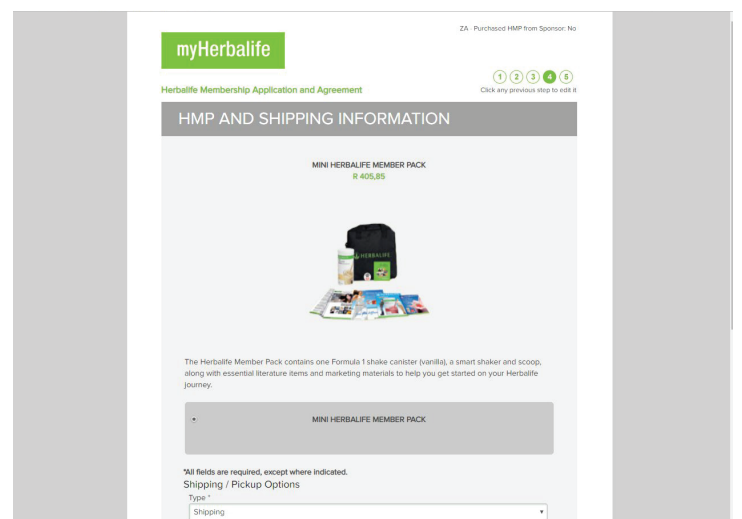 ZA - Purchased HMP from Sponsor: No
myHerbalife
1 2 3 4 5
Herbalife Membership Application and Agreement
Click any previous step to edit it
HMP AND SHIPPING INFORMATION
MINI HERBALIFE MEMBER PACK
R 405,85
HERBALIFE
The Herbalife Member Pack contains one Formula 1 shake canister (vanilla), a smart shaker and scoop,
along with essential literature items and marketing materials to help you get started on your Herbalife
journey.
MINI HERBALIFE MEMBER PACK
*All fields are required, except where indicated.
Shipping / Pickup Options
Type *
Shipping